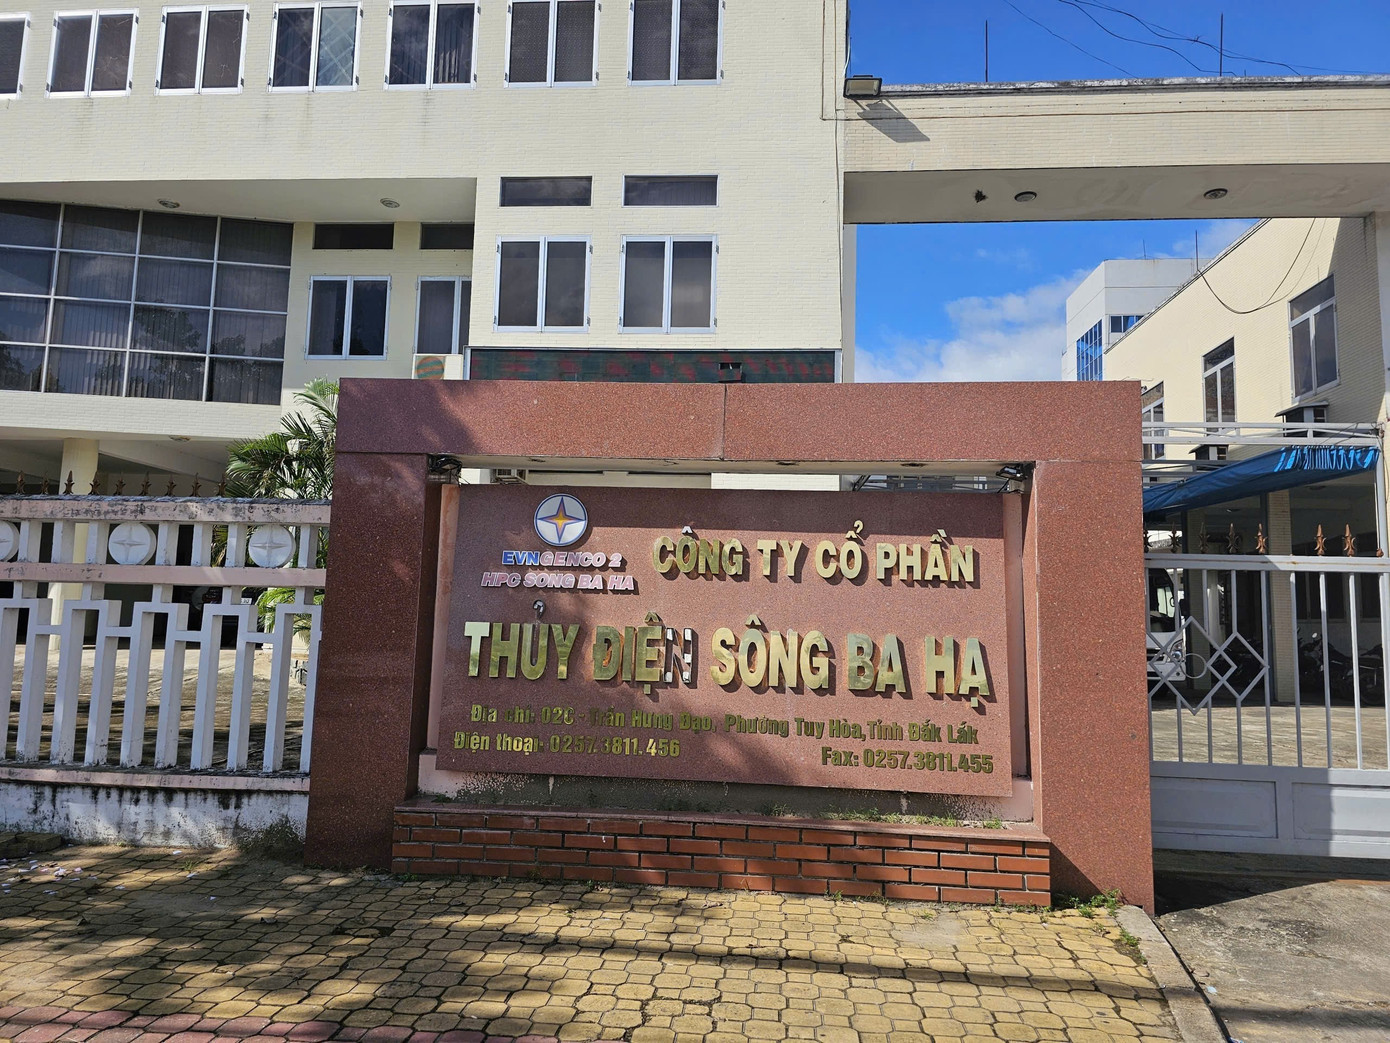 EVNGENCO 2
HPC SONG BA HA
CÔNG TY CỔ PHẦN
THỦY ĐIỆN SÔNG BA HẠ
Địa chỉ: 02C - Trần Hưng Đạo, Phường Tuy Hòa, Tỉnh Đắk Lắk
Điện thoại: 0257.3811.456
Fax: 0257.3811.455